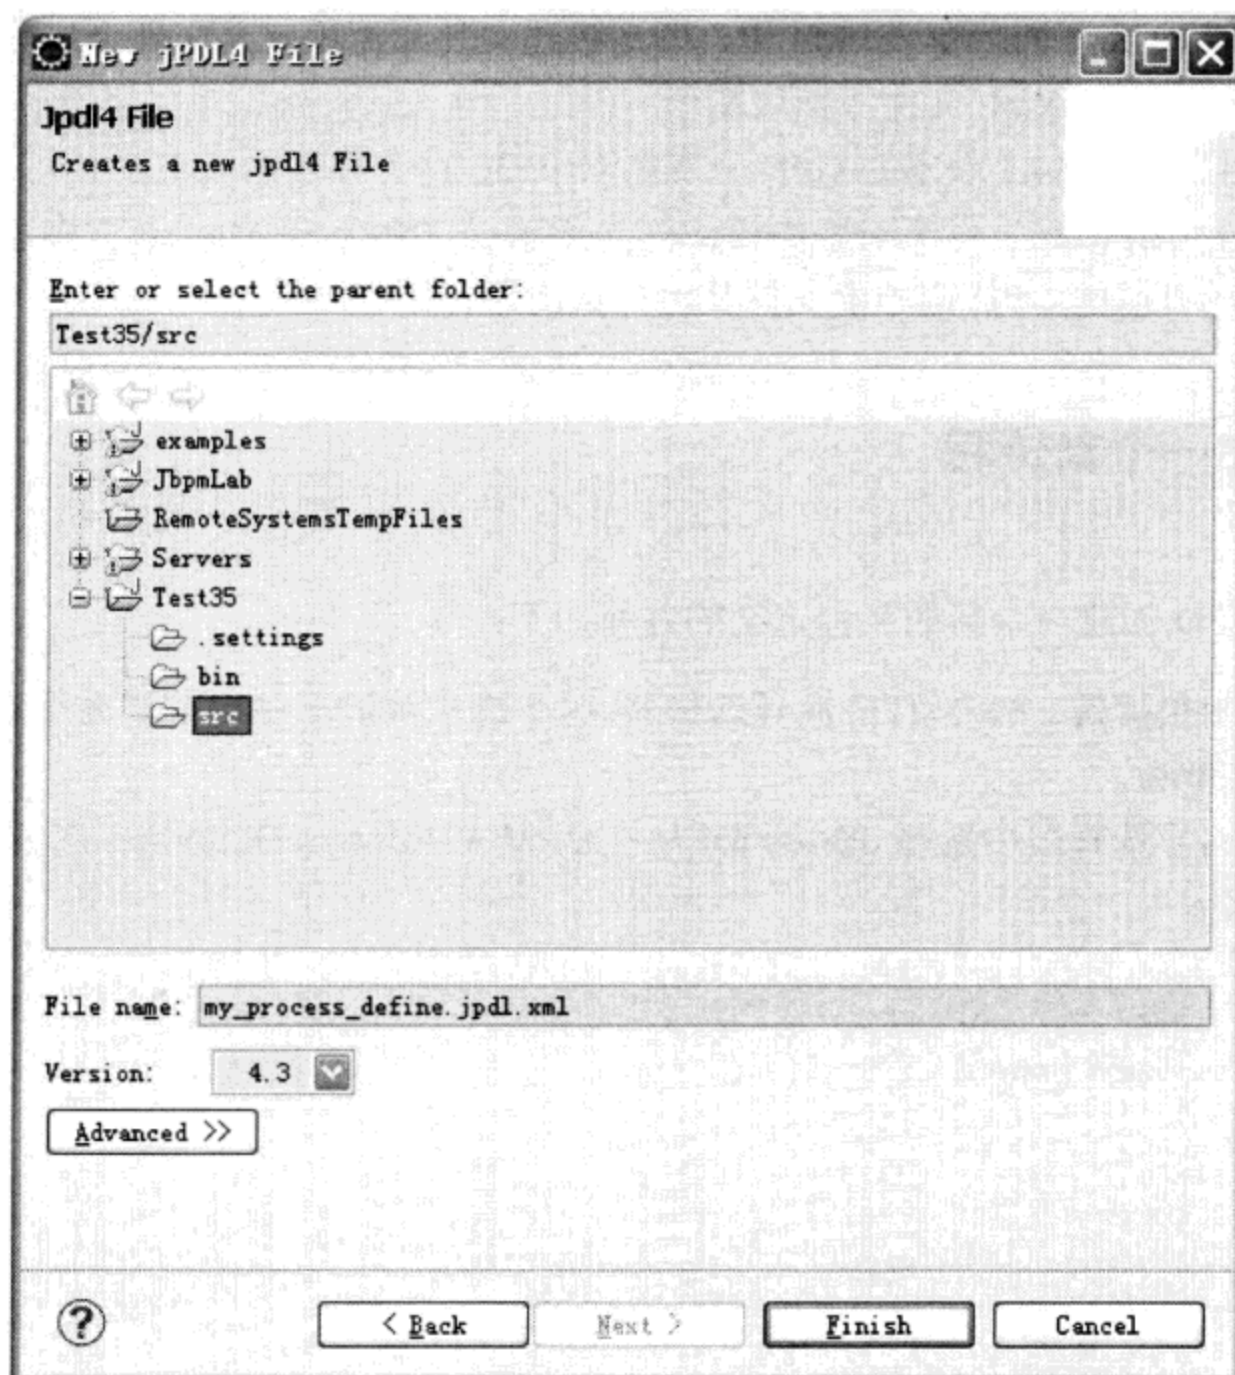 New jPDL4 File
Jpdl4 File
Creates a new jpdl4 File
Enter or select the parent folder:
Test35/src
examples
JbpmLab
RemoteSystemsTempFiles
Servers
Test35
.settings
bin
src
File name: my_process_define.jpdl.xml
Version: 4.3
Advanced >>
? < Back Next > Finish Cancel